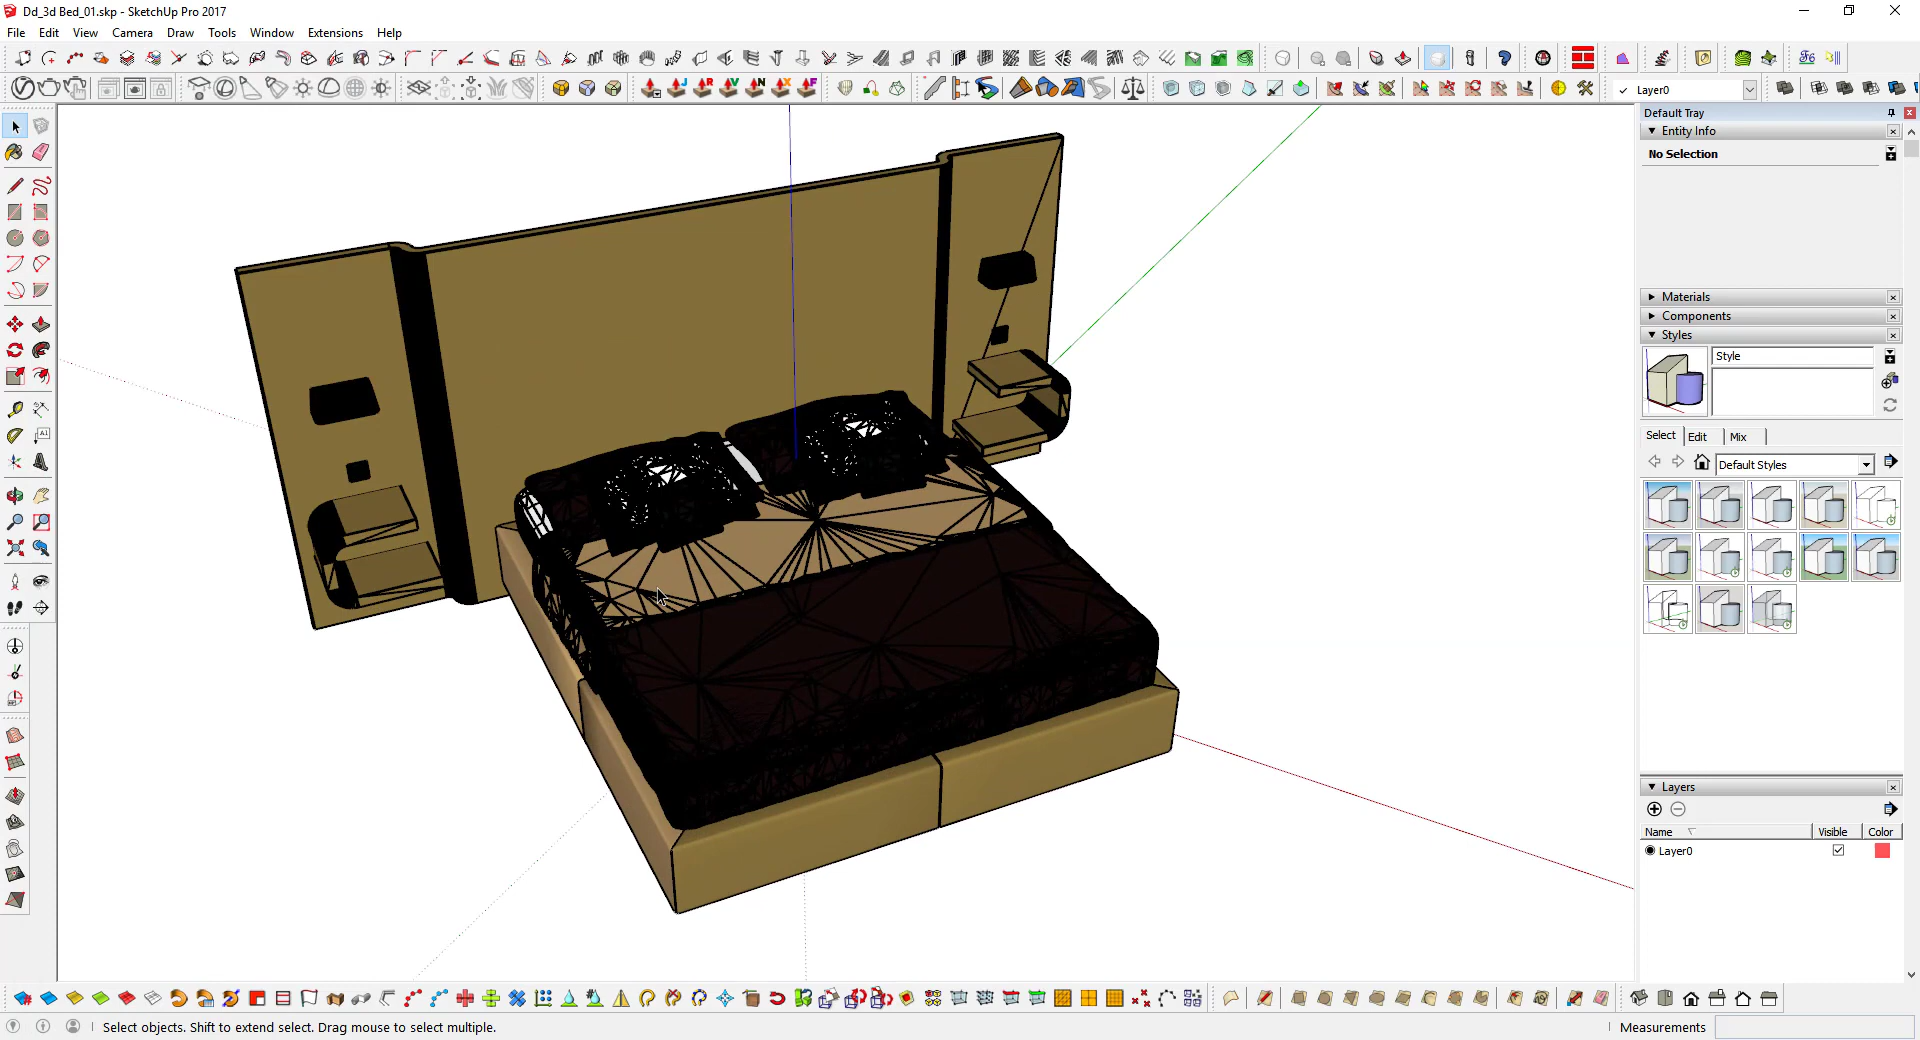 Dd_3d Bed_01.skp - SketchUp Pro 2017
File Edit View Camera Draw Tools Window Extensions Help
Layer0
Default Tray
Entity Info
No Selection
Materials
Components
Styles
Style
Select Edit Mix
Default Styles
Layers
Name Visible Color
Layer0
Select objects. Shift to extend select. Drag mouse to select multiple.
Measurements